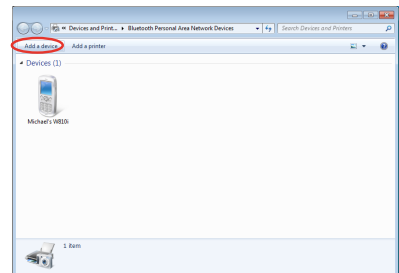 « Devices and Print... ▸ Bluetooth Personal Area Network Devices
Search Devices and Printers
Add a device Add a printer
Devices (1)
Michael's W810i
1 item